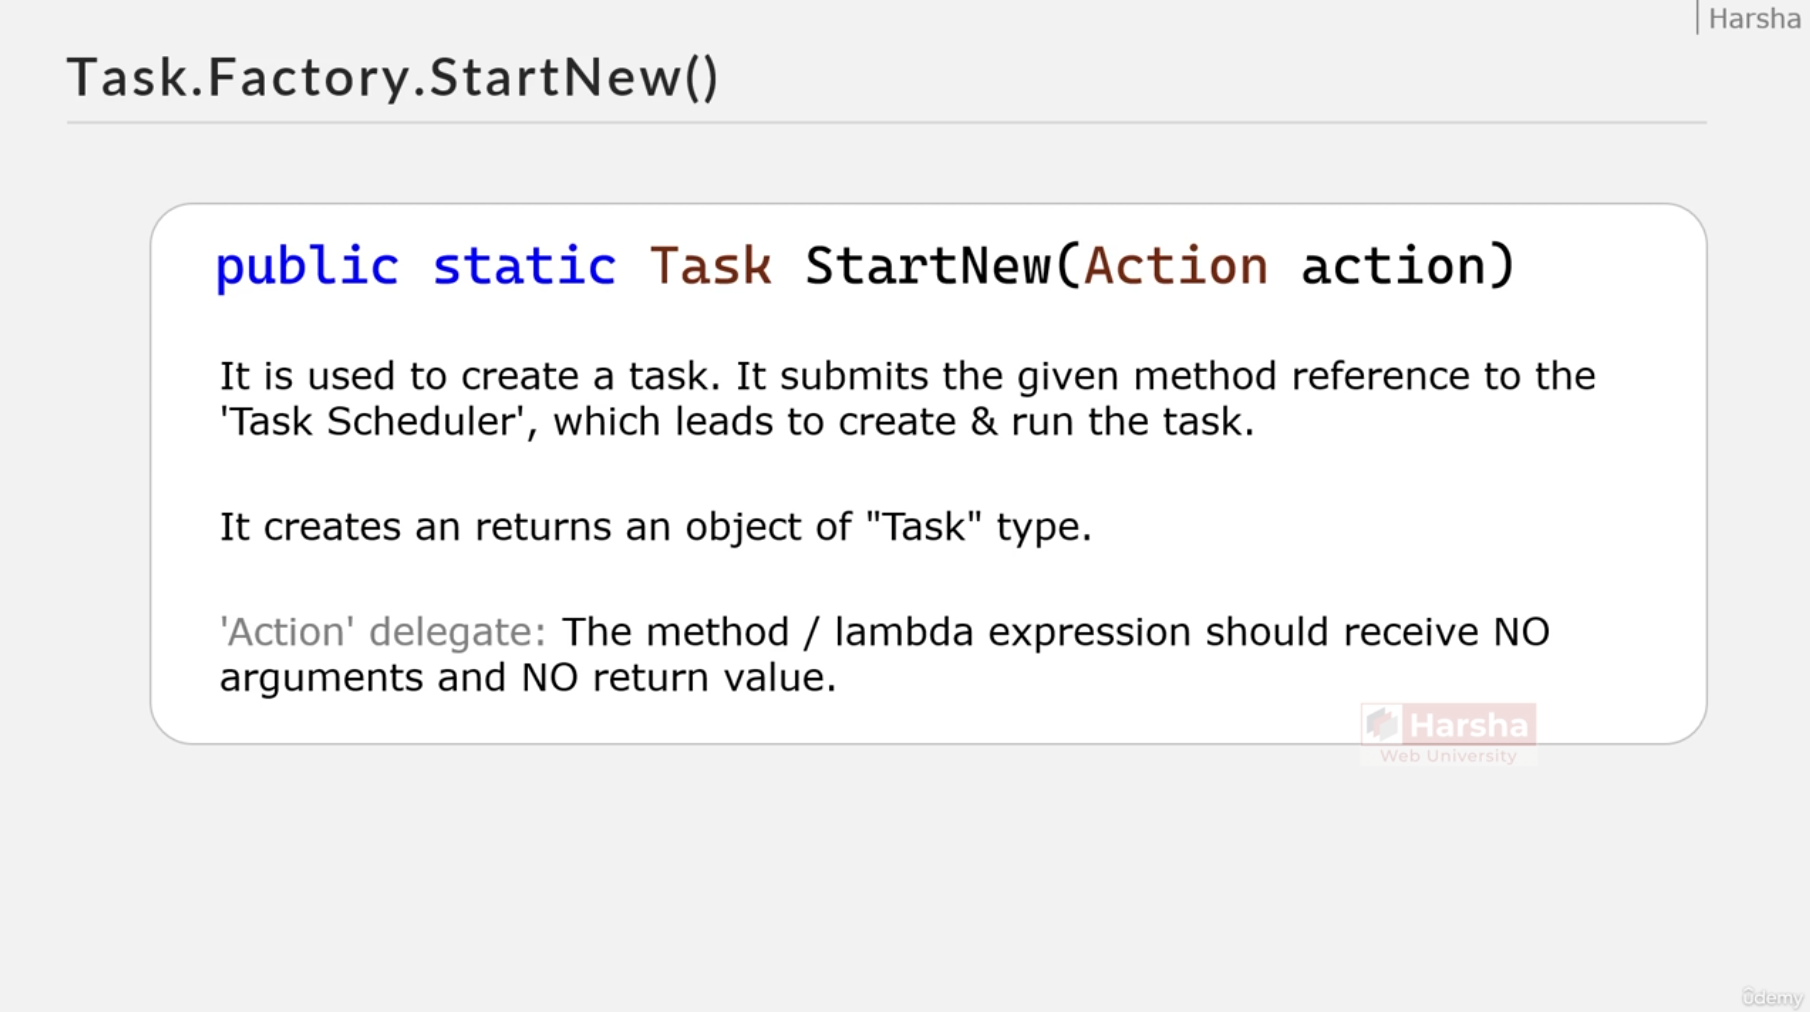 Harsha
Task.Factory.StartNew()
public static Task StartNew(Action action)
It is used to create a task. It submits the given method reference to the
'Task Scheduler', which leads to create & run the task.
It creates an returns an object of "Task" type.
'Action' delegate: The method / lambda expression should receive NO
arguments and NO return value.
Harsha
Web University
ûdemy